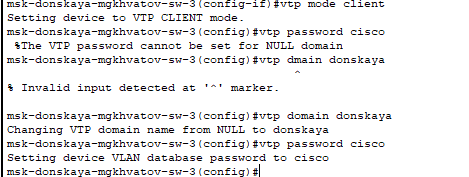 msk-donskaya-mgkhvatov-sw-3(config-if)#vtp mode client
Setting device to VTP CLIENT mode.
msk-donskaya-mgkhvatov-sw-3(config)#vtp password cisco
%The VTP password cannot be set for NULL domain
msk-donskaya-mgkhvatov-sw-3(config)#vtp dmain donskaya
^
% Invalid input detected at '^' marker.
msk-donskaya-mgkhvatov-sw-3(config)#vtp domain donskaya
Changing VTP domain name from NULL to donskaya
msk-donskaya-mgkhvatov-sw-3(config)#vtp password cisco
Setting device VLAN database password to cisco
msk-donskaya-mgkhvatov-sw-3(config)#